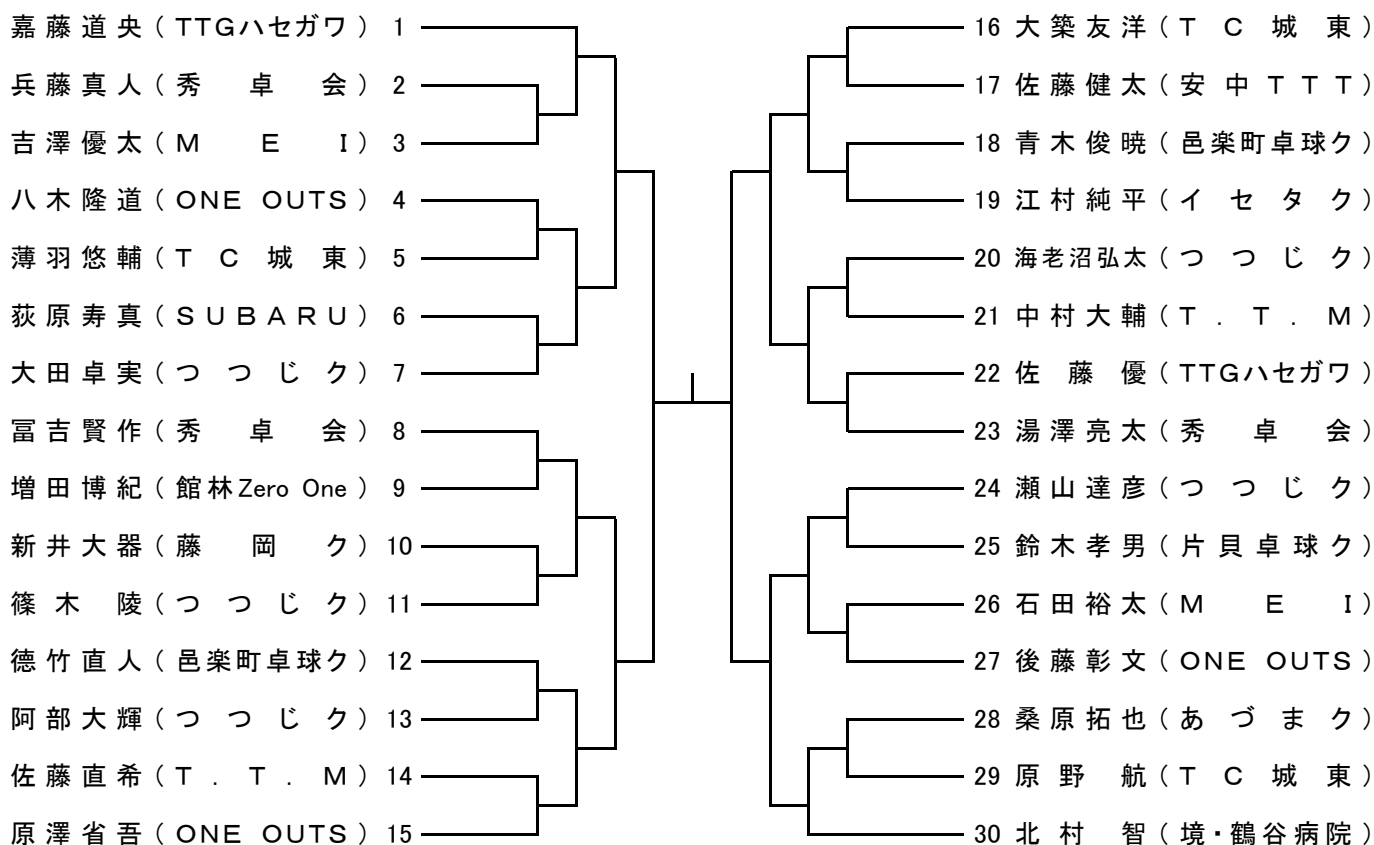 嘉藤道央(TTGハセガワ) 1
兵藤真人(秀卓会) 2
吉澤優太(MEI) 3
八木隆道(ONE OUTS) 4
薄羽悠輔(TC城東) 5
荻原寿真(SUBARU) 6
大田卓実(つつじク) 7
冨吉賢作(秀卓会) 8
増田博紀(館林Zero One) 9
新井大器(藤岡ク) 10
篠木陵(つつじク) 11
德竹直人(邑楽町卓球ク) 12
阿部大輝(つつじク) 13
佐藤直希(T.T.M) 14
原澤省吾(ONE OUTS) 15
16 大築友洋(TC城東)
17 佐藤健太(安中TTT)
18 青木俊暁(邑楽町卓球ク)
19 江村純平(イセタク)
20 海老沼弘太(つつじク)
21 中村大輔(T.T.M)
22 佐藤優(TTGハセガワ)
23 湯澤亮太(秀卓会)
24 瀬山達彦(つつじク)
25 鈴木孝男(片貝卓球ク)
26 石田裕太(MEI)
27 後藤彰文(ONE OUTS)
28 桑原拓也(あづまク)
29 原野航(TC城東)
30 北村智(境・鶴谷病院)